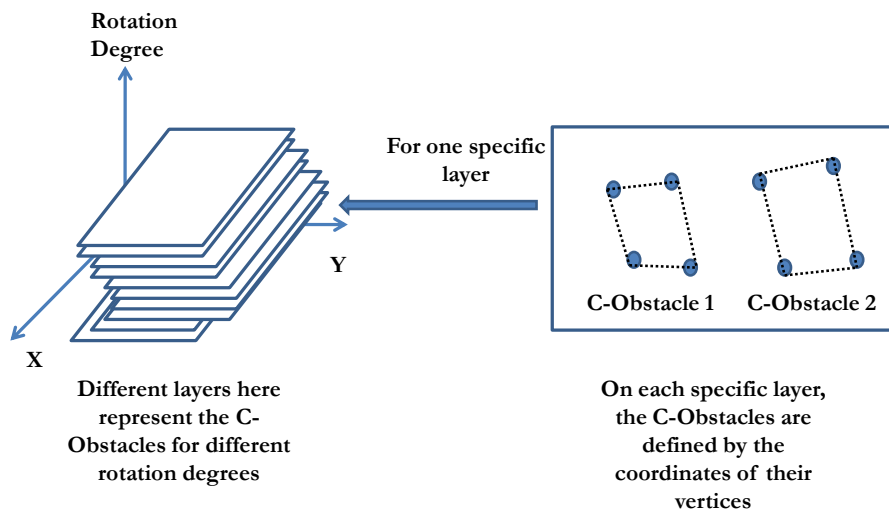 Rotation
Degree
For one specific
layer
Y
X
C-Obstacle 1
C-Obstacle 2
Different layers here
represent the C-
Obstacles for different
rotation degrees
On each specific layer,
the C-Obstacles are
defined by the
coordinates of their
vertices